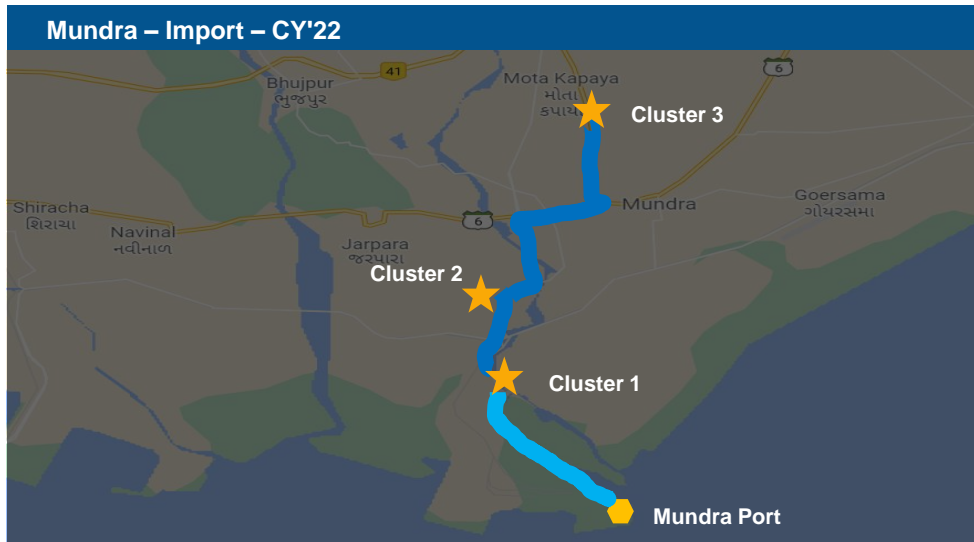 Mundra – Import – CY'22
41
6
Bhujpur
ભુજપુર
Mota Kapaya
મોતા
કપાયા
Cluster 3
Shiracha
શિરાચા
Navinal
નવીનાળ
6
Mundra
Goersama
ગોયરસમા
Jarpara
જરપારા
Cluster 2
Cluster 1
Mundra Port